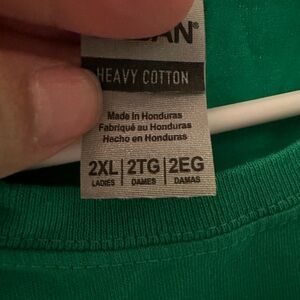 HEAVY COTTON
Made in Honduras
Fabriqué au Honduras
Hecho en Honduras
2XL | 2TG | 2EG
LADIES DAMES DAMAS